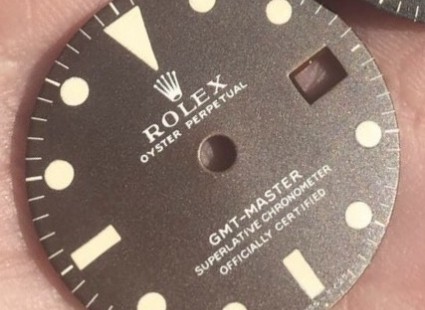 ROLEX
OYSTER PERPETUAL
GMT-MASTER
SUPERLATIVE CHRONOMETER
OFFICIALLY CERTIFIED